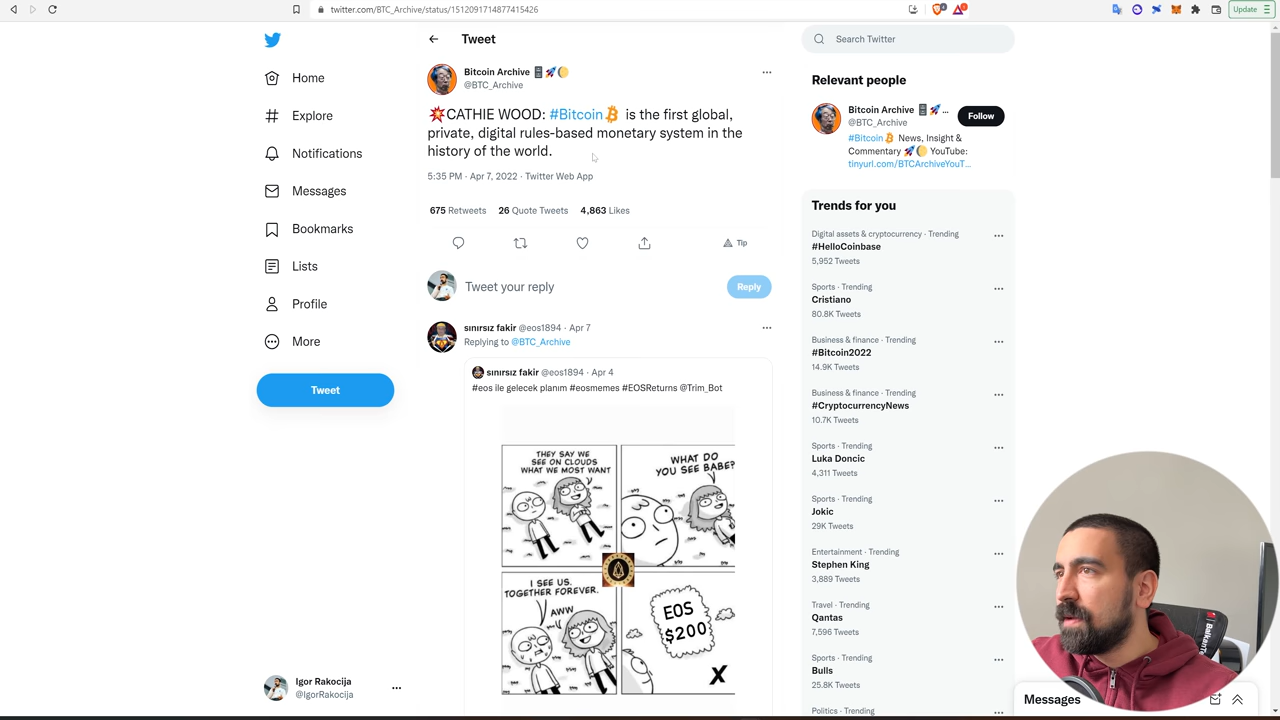 twitter.com/BTC_Archive/status/1512091714877415426
Update
Home
Explore
Notifications
Messages
Bookmarks
Lists
Profile
More
Tweet
Igor Rakocija
@IgorRakocija
Tweet
Bitcoin Archive
@BTC_Archive
CATHIE WOOD: #Bitcoin is the first global,
private, digital rules-based monetary system in the
history of the world.
5:35 PM · Apr 7, 2022 · Twitter Web App
675 Retweets 26 Quote Tweets 4,863 Likes
Tip
Tweet your reply
Reply
sınırsız fakir @eos1894 · Apr 7
Replying to @BTC_Archive
sınırsız fakir @eos1894 · Apr 4
#eos ile gelecek planım #eosmemes #EOSReturns @Trim_Bot
THEY SAY WE
SEE ON CLOUDS
WHAT WE MOST WANT
WHAT DO
YOU SEE BABE?
I SEE US.
TOGETHER FOREVER.
AWW
EOS
$200
X
Search Twitter
Relevant people
Bitcoin Archive ...
@BTC_Archive
Follow
#Bitcoin News, Insight &
Commentary YouTube:
tinyurl.com/BTCArchiveYouT...
Trends for you
Digital assets & cryptocurrency · Trending
#HelloCoinbase
5,952 Tweets
Sports · Trending
Cristiano
80.8K Tweets
Business & finance · Trending
#Bitcoin2022
14.9K Tweets
Business & finance · Trending
#CryptocurrencyNews
10.7K Tweets
Sports · Trending
Luka Doncic
4,311 Tweets
Sports · Trending
Jokic
29K Tweets
Entertainment · Trending
Stephen King
3,889 Tweets
Travel · Trending
Qantas
7,596 Tweets
Sports · Trending
Bulls
25.8K Tweets
Politics · Trending
Messages